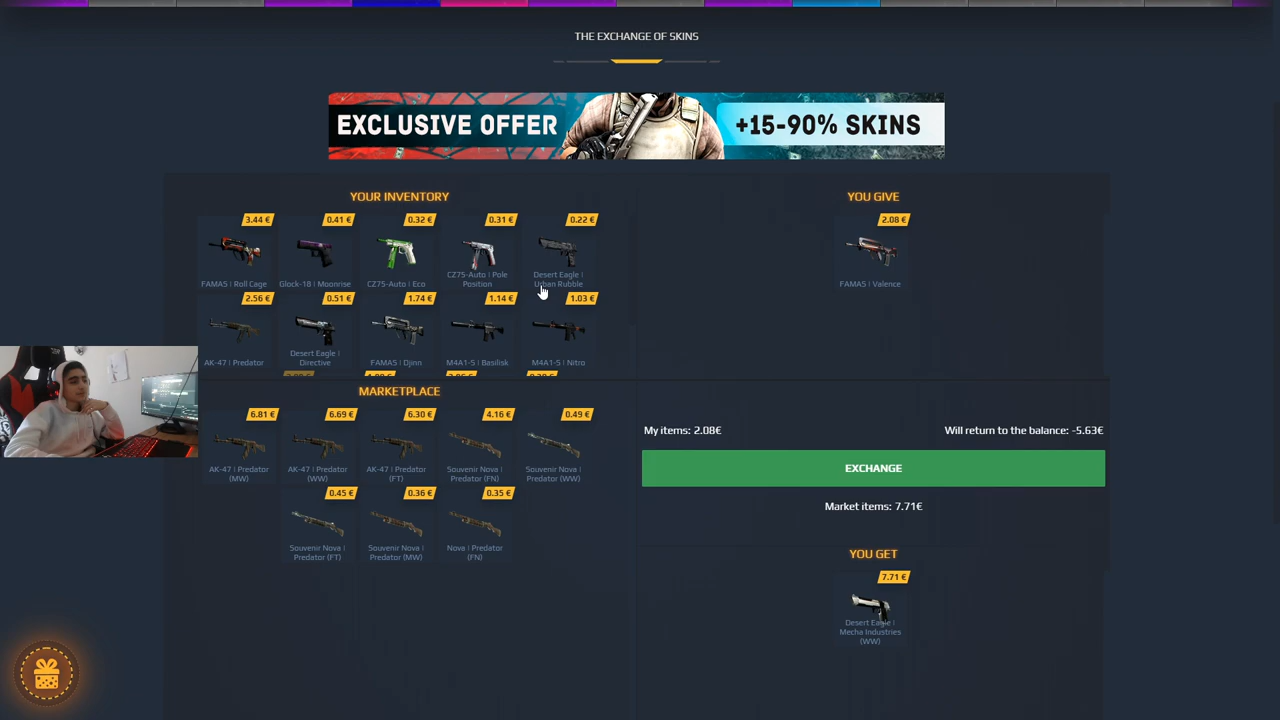 THE EXCHANGE OF SKINS
EXCLUSIVE OFFER
+15-90% SKINS
YOUR INVENTORY
YOU GIVE
3.44 €
0.41 €
0.32 €
0.31 €
0.22 €
2.08 €
FAMAS | Roll Cage
Glock-18 | Moonrise
CZ75-Auto | Eco
CZ75-Auto | Pole
Position
Desert Eagle |
Urban Rubble
FAMAS | Valence
2.56 €
0.51 €
1.74 €
1.14 €
1.03 €
AK-47 | Predator
Desert Eagle |
Directive
FAMAS | Djinn
M4A1-S | Basilisk
M4A1-S | Nitro
MARKETPLACE
6.81 €
6.69 €
6.30 €
4.16 €
0.49 €
My items: 2.08€
Will return to the balance: -5.63€
AK-47 | Predator
(MW)
AK-47 | Predator
(WW)
AK-47 | Predator
(FT)
Souvenir Nova |
Predator (FN)
Souvenir Nova |
Predator (WW)
EXCHANGE
0.45 €
0.36 €
0.35 €
Market items: 7.71€
Souvenir Nova |
Predator (FT)
Souvenir Nova |
Predator (MW)
Nova | Predator
(FN)
YOU GET
7.71 €
Desert Eagle |
Mecha Industries
(WW)